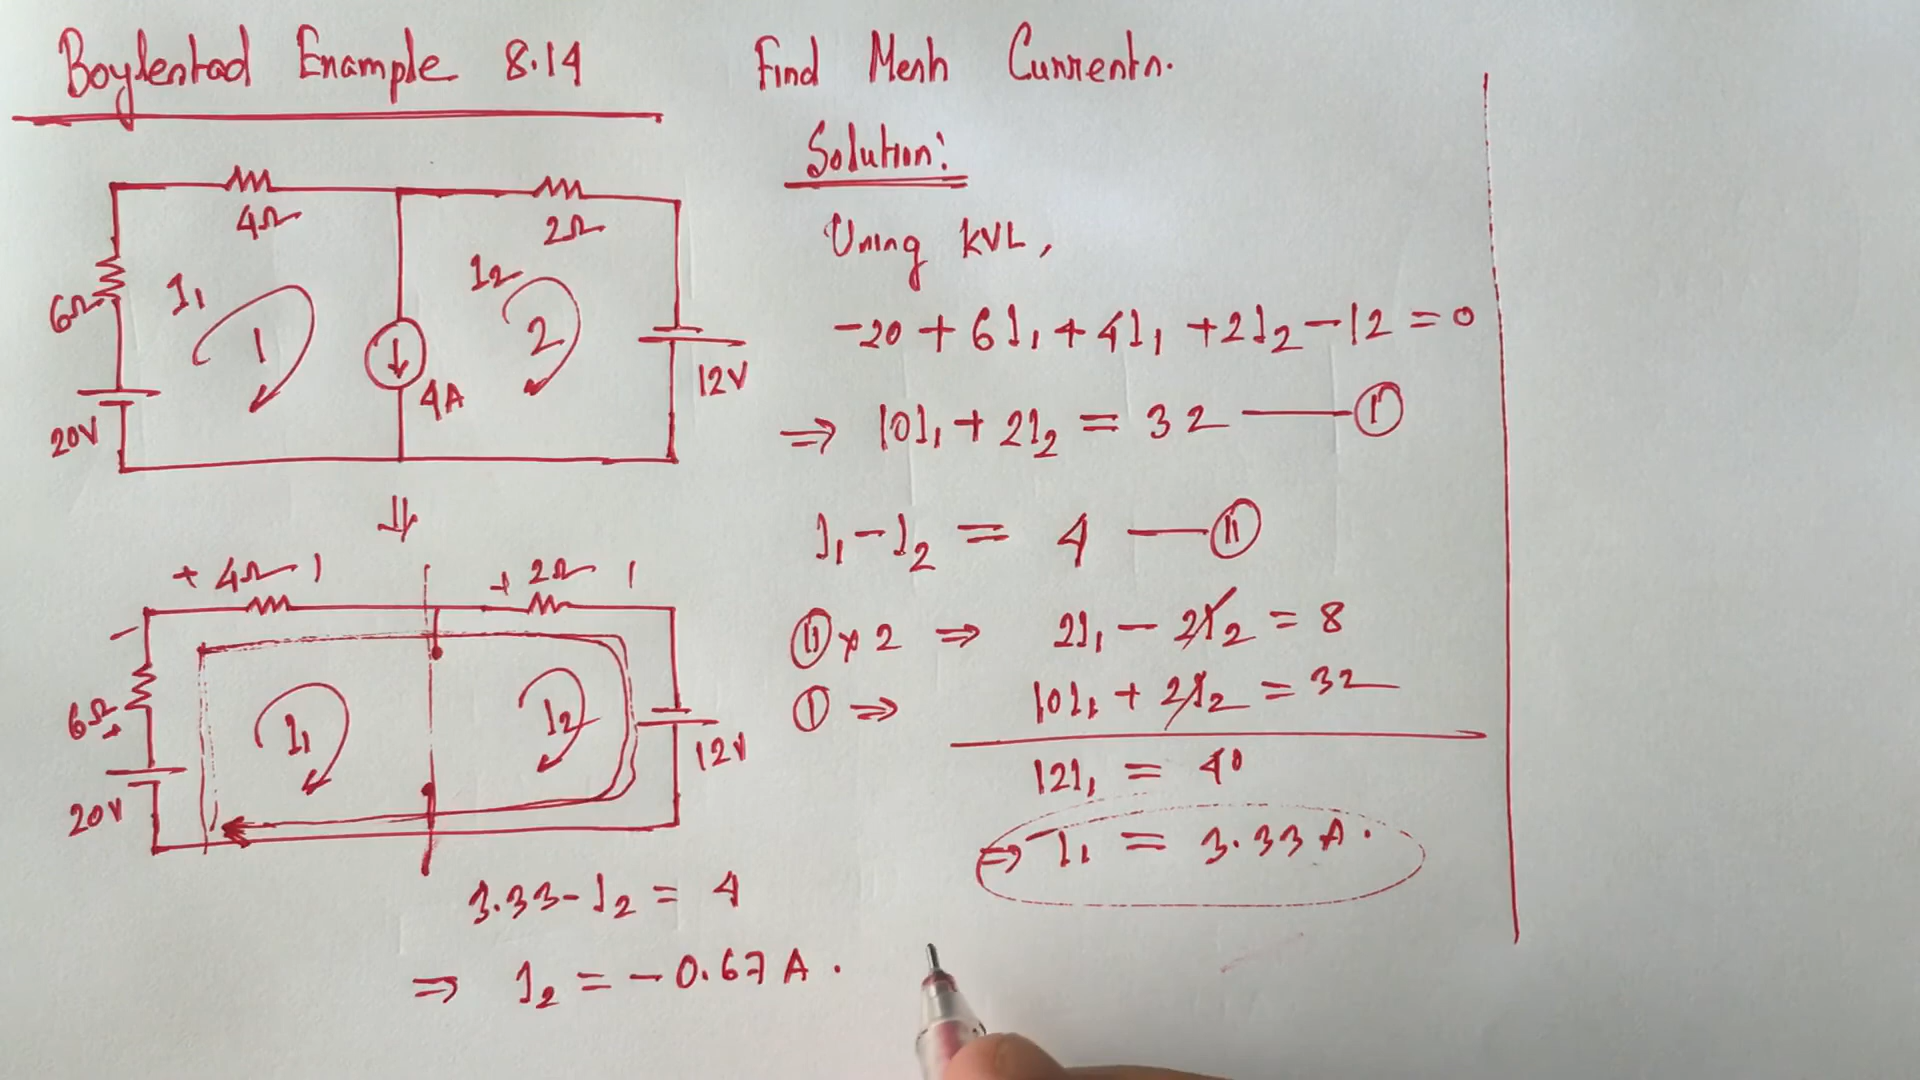 Boylestad Example 8.14
4Ω
2Ω
6Ω
I₁
I₂
1
2
4A
20V
12V
⇓
+ 4Ω -
+ 2Ω -
-
6Ω
+
I₁
I₂
20V
12V
3.33 - I₂ = 4
⇒ I₂ = -0.67 A.
Find Mesh Currents.
Solution:
Using KVL,
-20 + 6I₁ + 4I₁ + 2I₂ - 12 = 0
⇒ 10I₁ + 2I₂ = 32 — (I)
I₁ - I₂ = 4 — (II)
(II) × 2 ⇒ 2I₁ - 2I₂ = 8
(I) ⇒ 10I₁ + 2I₂ = 32
12I₁ = 40
⇒ I₁ = 3.33 A.